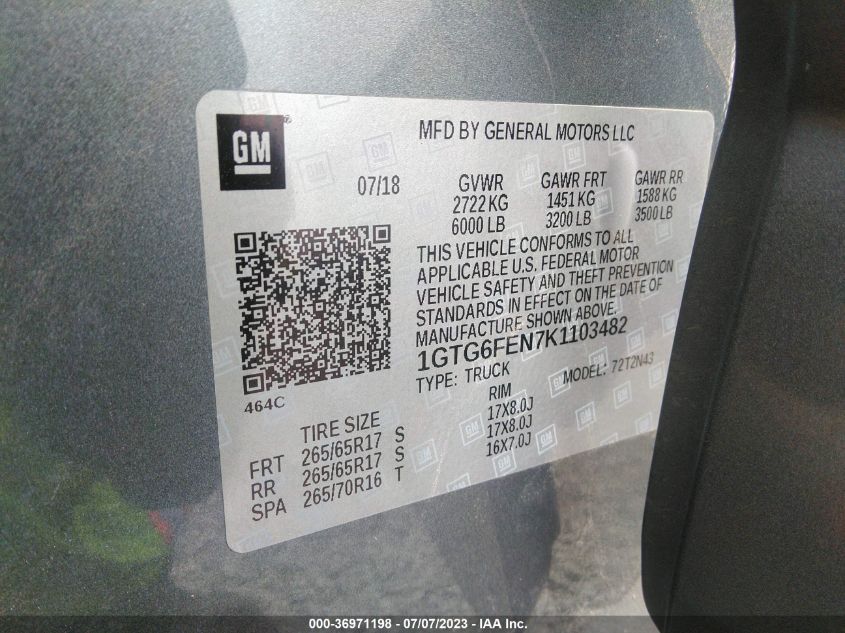 GM
MFD BY GENERAL MOTORS LLC
07/18
GVWR GAWR FRT GAWR RR
2722 KG 1451 KG 1588 KG
6000 LB 3200 LB 3500 LB
THIS VEHICLE CONFORMS TO ALL
APPLICABLE U.S. FEDERAL MOTOR
VEHICLE SAFETY AND THEFT PREVENTION
STANDARDS IN EFFECT ON THE DATE OF
MANUFACTURE SHOWN ABOVE.
1GTG6FEN7K1103482
TYPE: TRUCK MODEL: 72T2N43
464C
TIRE SIZE RIM
FRT 265/65R17 S 17X8.0J
RR 265/65R17 S 17X8.0J
SPA 265/70R16 T 16X7.0J
000-36971198 - 07/07/2023 - IAA Inc.